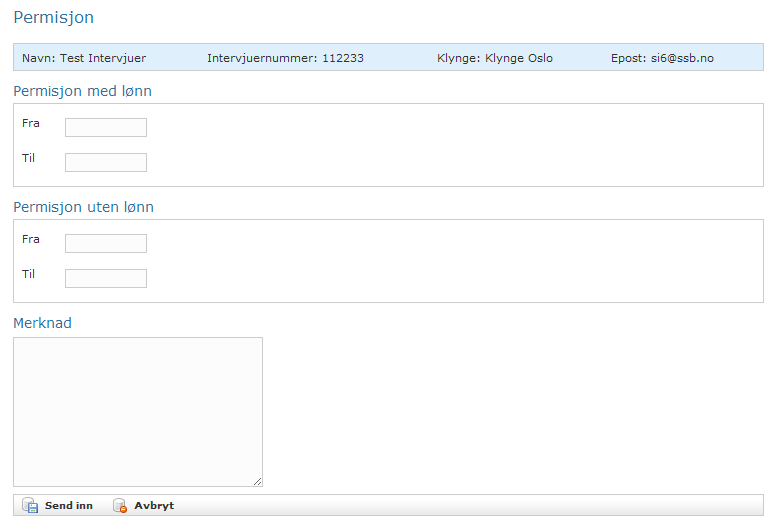 Permisjon
Navn: Test Intervjuer Intervjuernummer: 112233 Klynge: Klynge Oslo Epost: si6@ssb.no
Permisjon med lønn
Fra
Til
Permisjon uten lønn
Fra
Til
Merknad
Send inn Avbryt